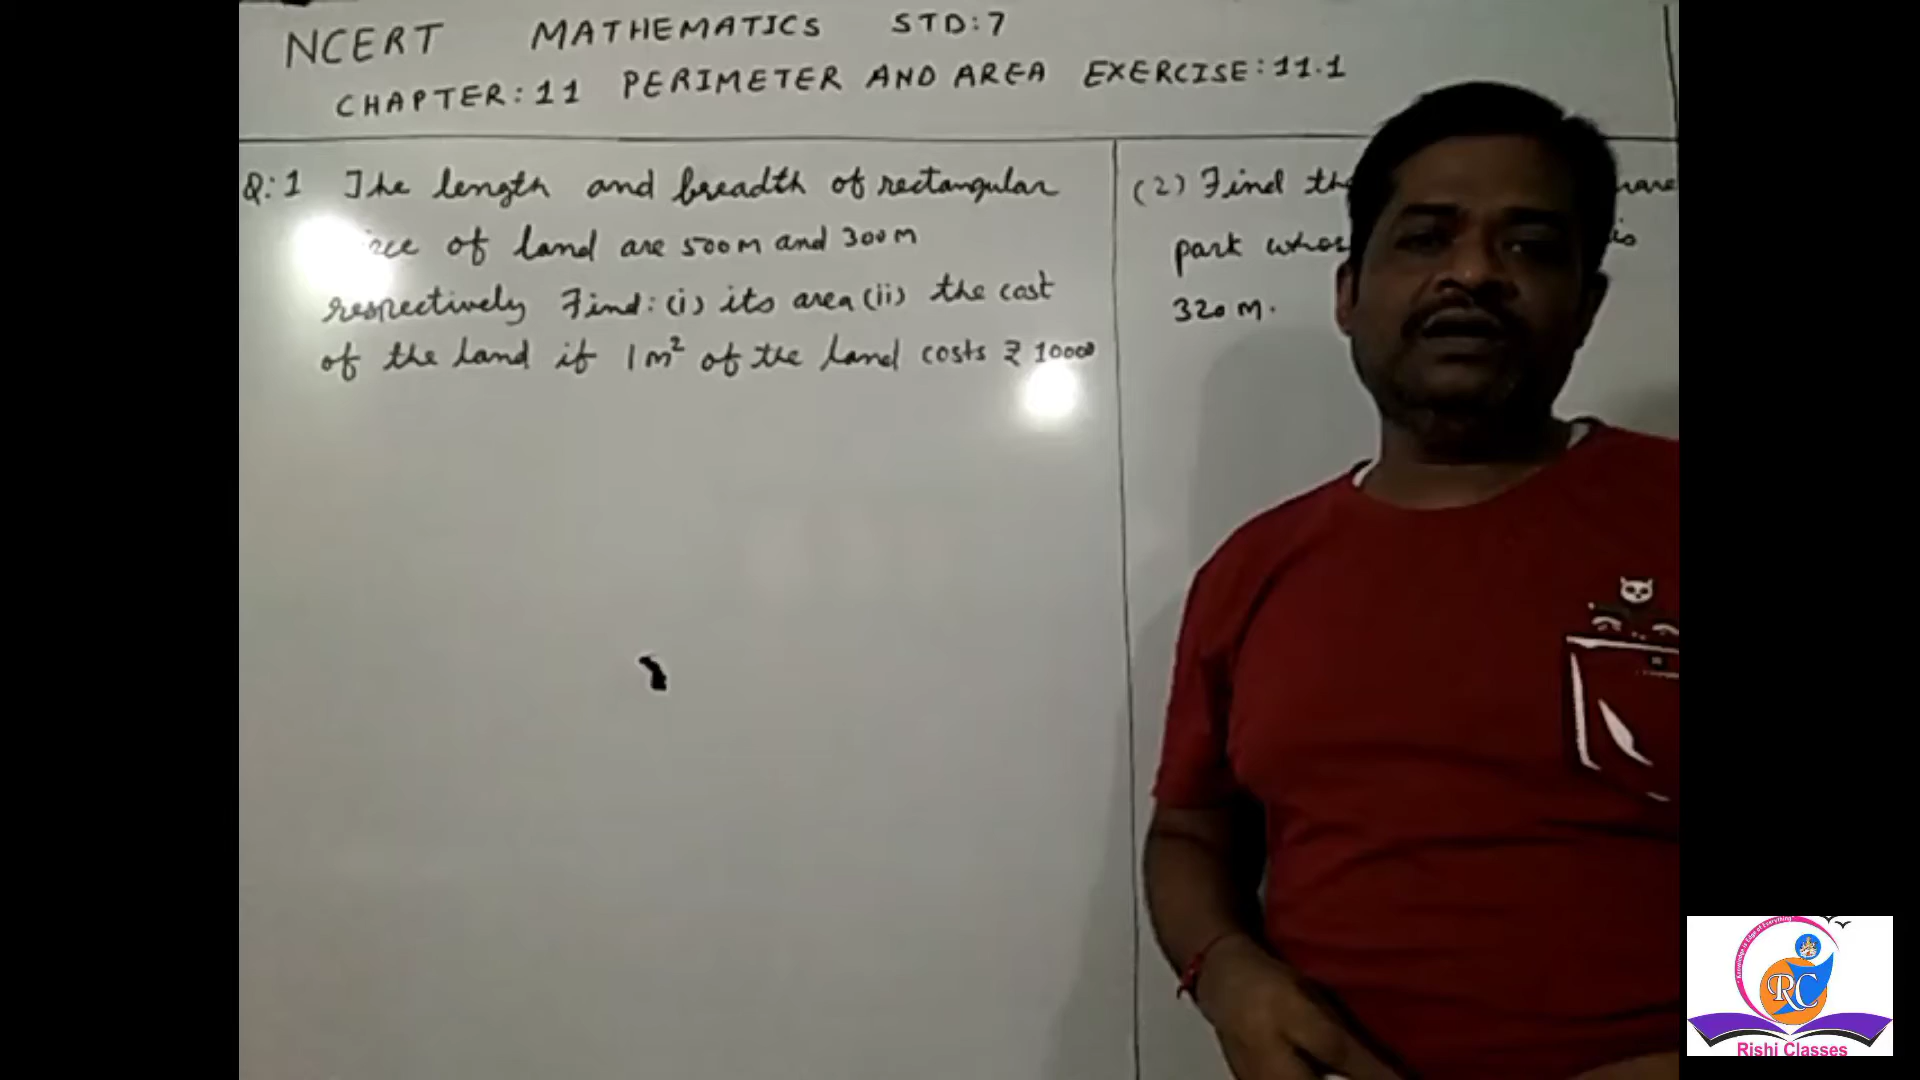 NCERT MATHEMATICS STD:7
CHAPTER:11 PERIMETER AND AREA EXERCISE:11.1
Q:1 The length and breadth of rectangular
of land are 500m and 300m
respectively Find: (i) its area (ii) the cost
of the land if 1m² of the land costs ₹ 10000
(2) Find
park
320 m.
RC
Rishi Classes